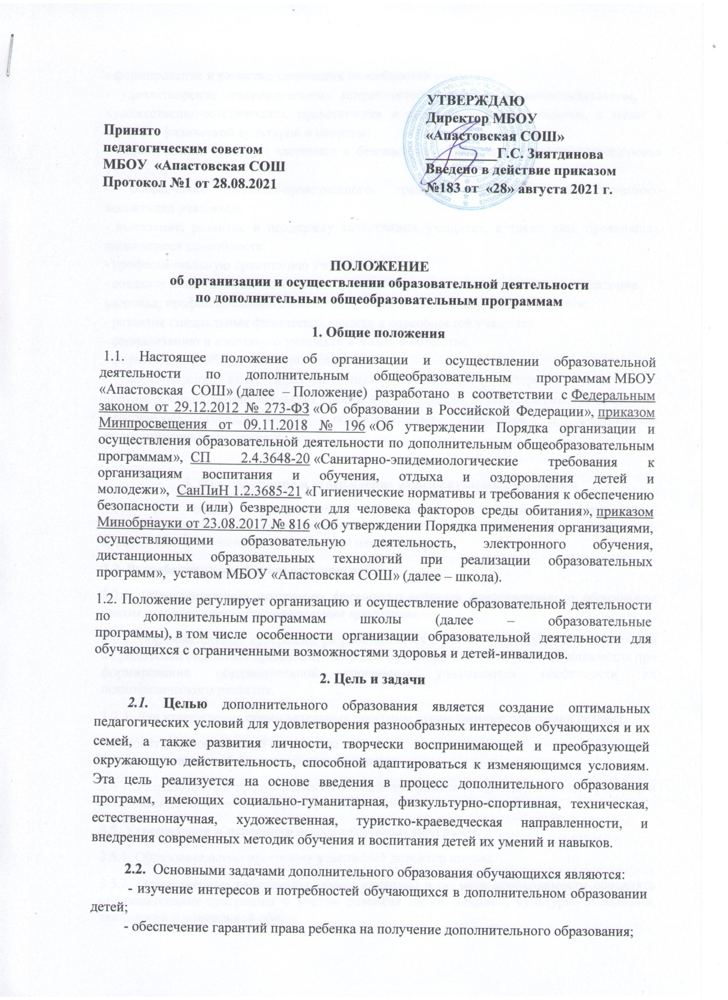 Принято
педагогическим советом
МБОУ «Апастовская СОШ
Протокол №1 от 28.08.2021
УТВЕРЖДАЮ
Директор МБОУ
«Апастовская СОШ»
__________Г.С. Зиятдинова
Введено в действие приказом
№183 от «28» августа 2021 г.
ПОЛОЖЕНИЕ
об организации и осуществлении образовательной деятельности
по дополнительным общеобразовательным программам
1. Общие положения
1.1. Настоящее положение об организации и осуществлении образовательной
деятельности по дополнительным общеобразовательным программам МБОУ
«Апастовская СОШ» (далее – Положение) разработано в соответствии с Федеральным
законом от 29.12.2012 № 273-ФЗ «Об образовании в Российской Федерации», приказом
Минпросвещения от 09.11.2018 № 196 «Об утверждении Порядка организации и
осуществления образовательной деятельности по дополнительным общеобразовательным
программам», СП 2.4.3648-20 «Санитарно-эпидемиологические требования к
организациям воспитания и обучения, отдыха и оздоровления детей и
молодежи», СанПиН 1.2.3685-21 «Гигиенические нормативы и требования к обеспечению
безопасности и (или) безвредности для человека факторов среды обитания», приказом
Минобрнауки от 23.08.2017 № 816 «Об утверждении Порядка применения организациями,
осуществляющими образовательную деятельность, электронного обучения,
дистанционных образовательных технологий при реализации образовательных
программ», уставом МБОУ «Апастовская СОШ» (далее – школа).
1.2. Положение регулирует организацию и осуществление образовательной деятельности
по дополнительным программам школы (далее – образовательные
программы), в том числе особенности организации образовательной деятельности для
обучающихся с ограниченными возможностями здоровья и детей-инвалидов.
2. Цель и задачи
2.1. Целью дополнительного образования является создание оптимальных
педагогических условий для удовлетворения разнообразных интересов обучающихся и их
семей, а также развития личности, творчески воспринимающей и преобразующей
окружающую действительность, способной адаптироваться к изменяющимся условиям.
Эта цель реализуется на основе введения в процесс дополнительного образования
программ, имеющих социально-гуманитарная, физкультурно-спортивная, техническая,
естественнонаучная, художественная, туристко-краеведческая направленности, и
внедрения современных методик обучения и воспитания детей их умений и навыков.
2.2. Основными задачами дополнительного образования обучающихся являются:
- изучение интересов и потребностей обучающихся в дополнительном образовании
детей;
- обеспечение гарантий права ребенка на получение дополнительного образования;